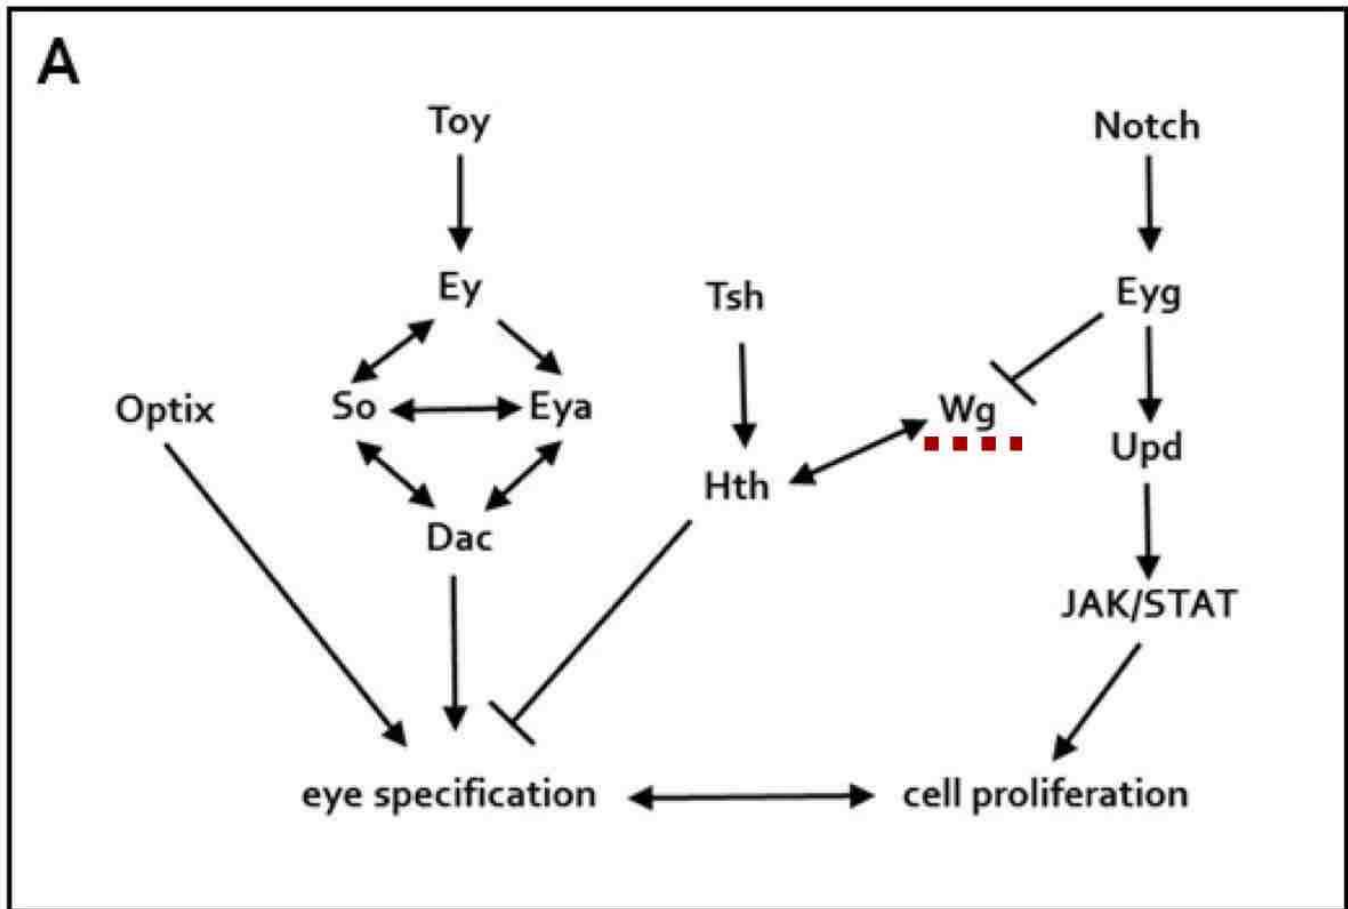 A
Toy
Notch
Ey
Tsh
Eyg
Optix
So
Eya
Wg
Upd
Hth
Dac
JAK/STAT
eye specification
cell proliferation